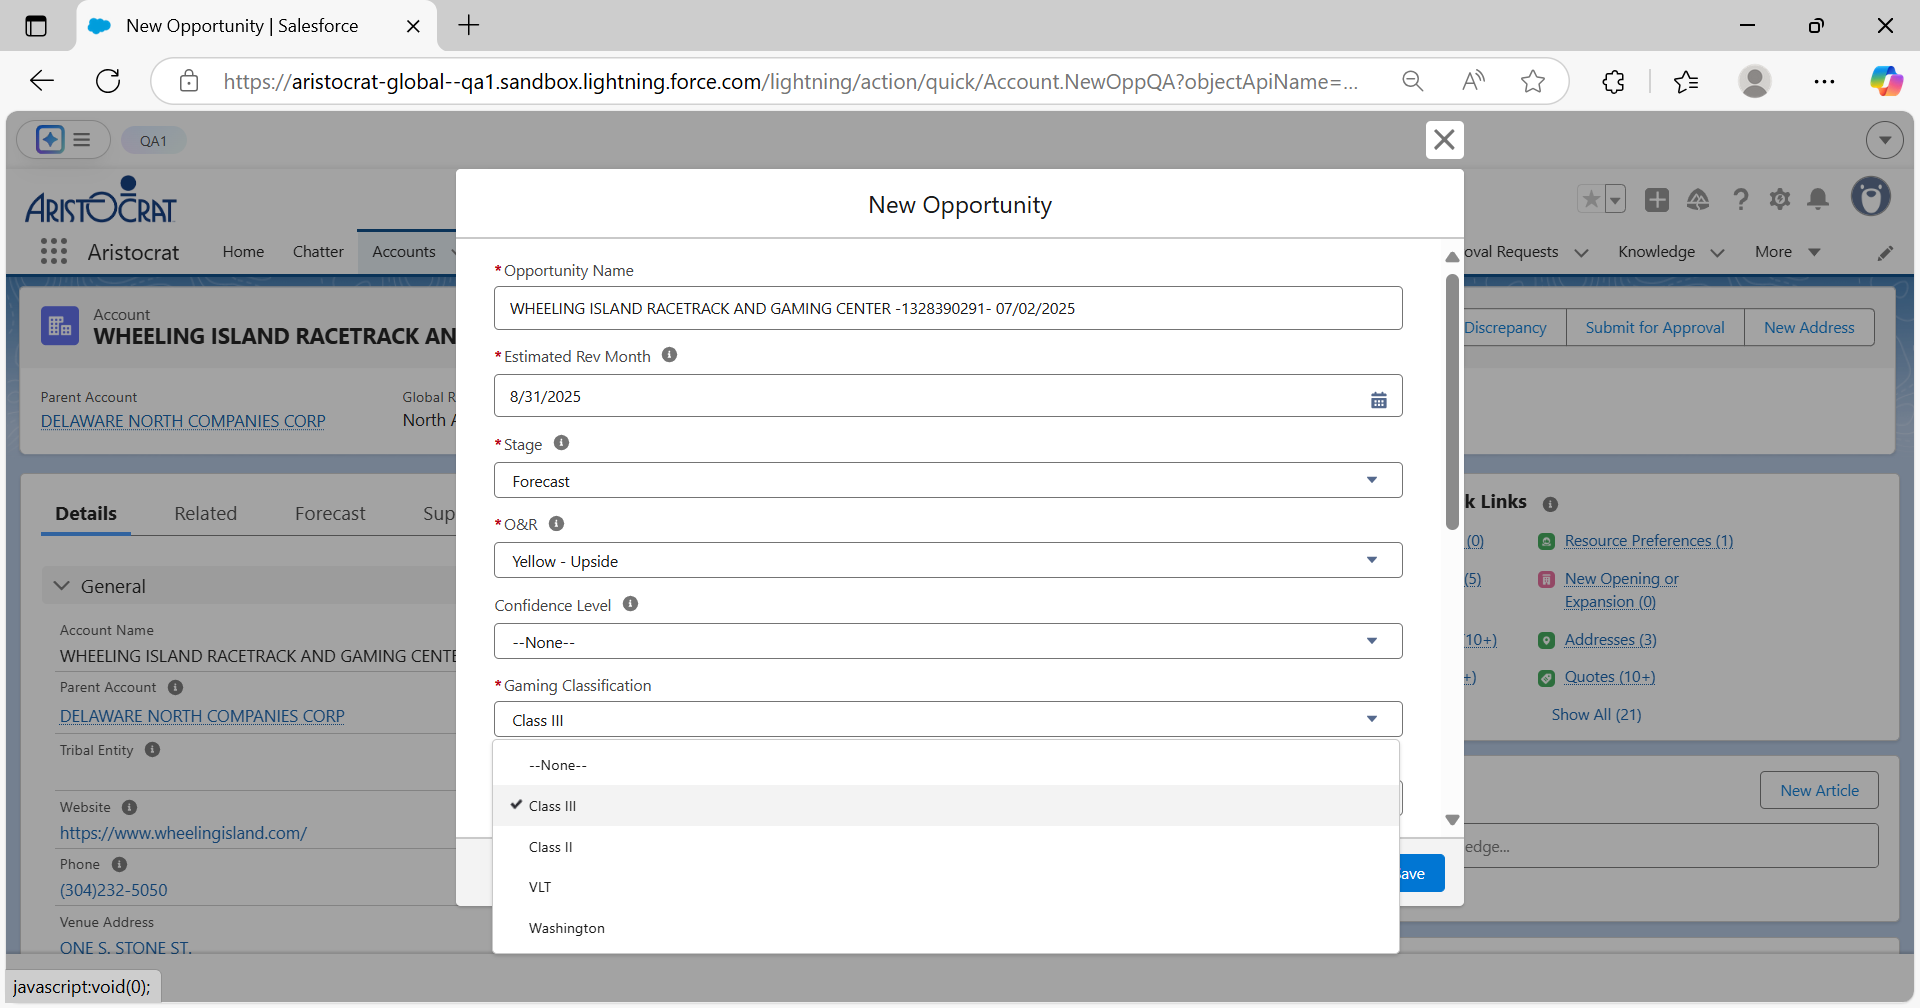 New Opportunity | Salesforce
https://aristocrat-global--qa1.sandbox.lightning.force.com/lightning/action/quick/Account.NewOppQA?objectApiName=...
QA1
ARISTOCRAT
Aristocrat
Home
Chatter
Accounts
oval Requests
Knowledge
More
Account
WHEELING ISLAND RACETRACK AN
Discrepancy
Submit for Approval
New Address
Parent Account
DELAWARE NORTH COMPANIES CORP
Global R
North A
Details
Related
Forecast
Sup
General
Account Name
WHEELING ISLAND RACETRACK AND GAMING CENTE
Parent Account
DELAWARE NORTH COMPANIES CORP
Tribal Entity
Website
https://www.wheelingisland.com/
Phone
(304)232-5050
Venue Address
ONE S. STONE ST.
New Opportunity
*Opportunity Name
WHEELING ISLAND RACETRACK AND GAMING CENTER -1328390291- 07/02/2025
*Estimated Rev Month
8/31/2025
*Stage
Forecast
*O&R
Yellow - Upside
Confidence Level
--None--
*Gaming Classification
Class III
--None--
Class III
Class II
VLT
Washington
ave
k Links
(0)
Resource Preferences (1)
(5)
New Opening or
Expansion (0)
10+)
Addresses (3)
+)
Quotes (10+)
Show All (21)
New Article
edge...
javascript:void(0);